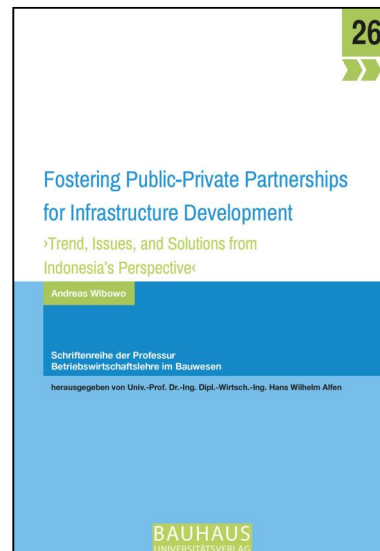 26
Fostering Public-Private Partnerships
for Infrastructure Development
›Trend, Issues, and Solutions from
Indonesia's Perspective‹
Andreas Wibowo
Schriftenreihe der Professur
Betriebswirtschaftslehre im Bauwesen
herausgegeben von Univ.-Prof. Dr.-Ing. Dipl.-Wirtsch.-Ing. Hans Wilhelm Alfen
BAUHAUS
UNIVERSITÄTSVERLAG